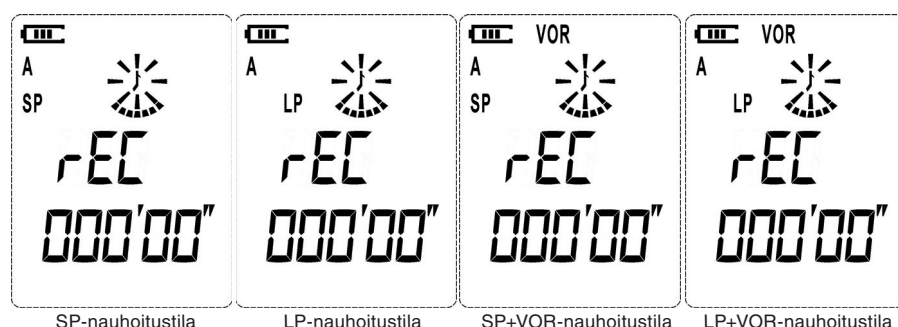 VOR VOR
A A A A
SP LP SP LP
rEC rEC rEC rEC
000'00" 000'00" 000'00" 000'00"
SP-nauhoitustila LP-nauhoitustila SP+VOR-nauhoitustila LP+VOR-nauhoitustila